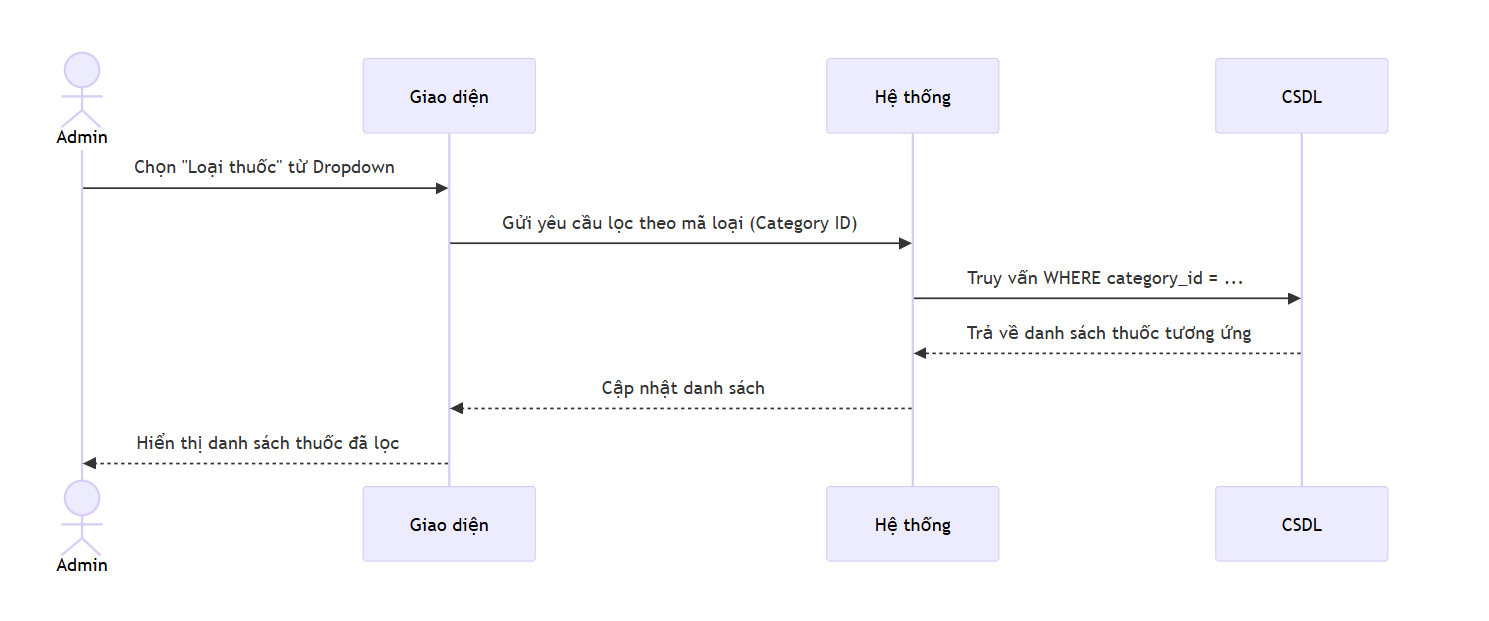 Admin
Giao diện
Hệ thống
CSDL
Chọn "Loại thuốc" từ Dropdown
Gửi yêu cầu lọc theo mã loại (Category ID)
Truy vấn WHERE category_id = ...
Trả về danh sách thuốc tương ứng
Cập nhật danh sách
Hiển thị danh sách thuốc đã lọc
Admin
Giao diện
Hệ thống
CSDL